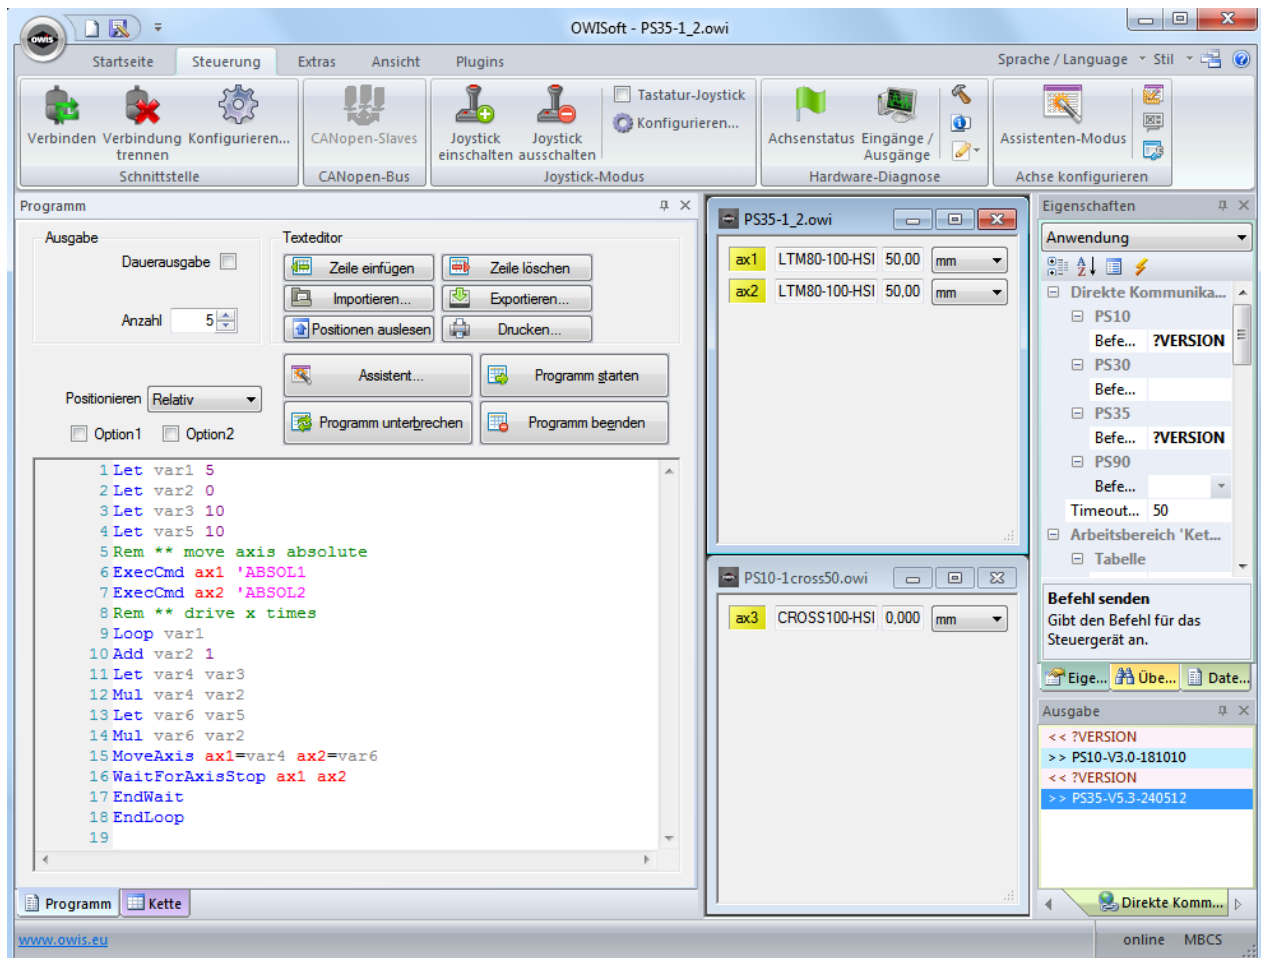 OWISoft - PS35-1_2.owi
owis
Startseite Steuerung Extras Ansicht Plugins Sprache / Language Stil
Verbinden Verbindung trennen Konfigurieren... CANopen-Slaves Joystick einschalten Joystick ausschalten Tastatur-Joystick Konfigurieren... Achsenstatus Eingänge / Ausgänge Assistenten-Modus
Schnittstelle CANopen-Bus Joystick-Modus Hardware-Diagnose Achse konfigurieren
Programm
Ausgabe
Dauerausgabe
Anzahl 5
Texteditor
Zeile einfügen Zeile löschen
Importieren... Exportieren...
Positionen auslesen Drucken...
Positionieren Relativ
Option1 Option2
Assistent... Programm starten
Programm unterbrechen Programm beenden
1 Let var1 5
2 Let var2 0
3 Let var3 10
4 Let var5 10
5 Rem ** move axis absolute
6 ExecCmd ax1 'ABSOL1
7 ExecCmd ax2 'ABSOL2
8 Rem ** drive x times
9 Loop var1
10 Add var2 1
11 Let var4 var3
12 Mul var4 var2
13 Let var6 var5
14 Mul var6 var2
15 MoveAxis ax1=var4 ax2=var6
16 WaitForAxisStop ax1 ax2
17 EndWait
18 EndLoop
19
Programm Kette
PS35-1_2.owi
ax1 LTM80-100-HSI 50,00 mm
ax2 LTM80-100-HSI 50,00 mm
PS10-1cross50.owi
ax3 CROSS100-HSI 0,000 mm
Eigenschaften
Anwendung
Direkte Kommunika...
PS10
Befe... ?VERSION
PS30
Befe...
PS35
Befe... ?VERSION
PS90
Befe...
Timeout... 50
Arbeitsbereich 'Ket...
Tabelle
Befehl senden
Gibt den Befehl für das
Steuergerät an.
Eige... Übe... Date...
Ausgabe
<< ?VERSION
>> PS10-V3.0-181010
<< ?VERSION
>> PS35-V5.3-240512
Direkte Komm...
www.owis.eu
online MBCS